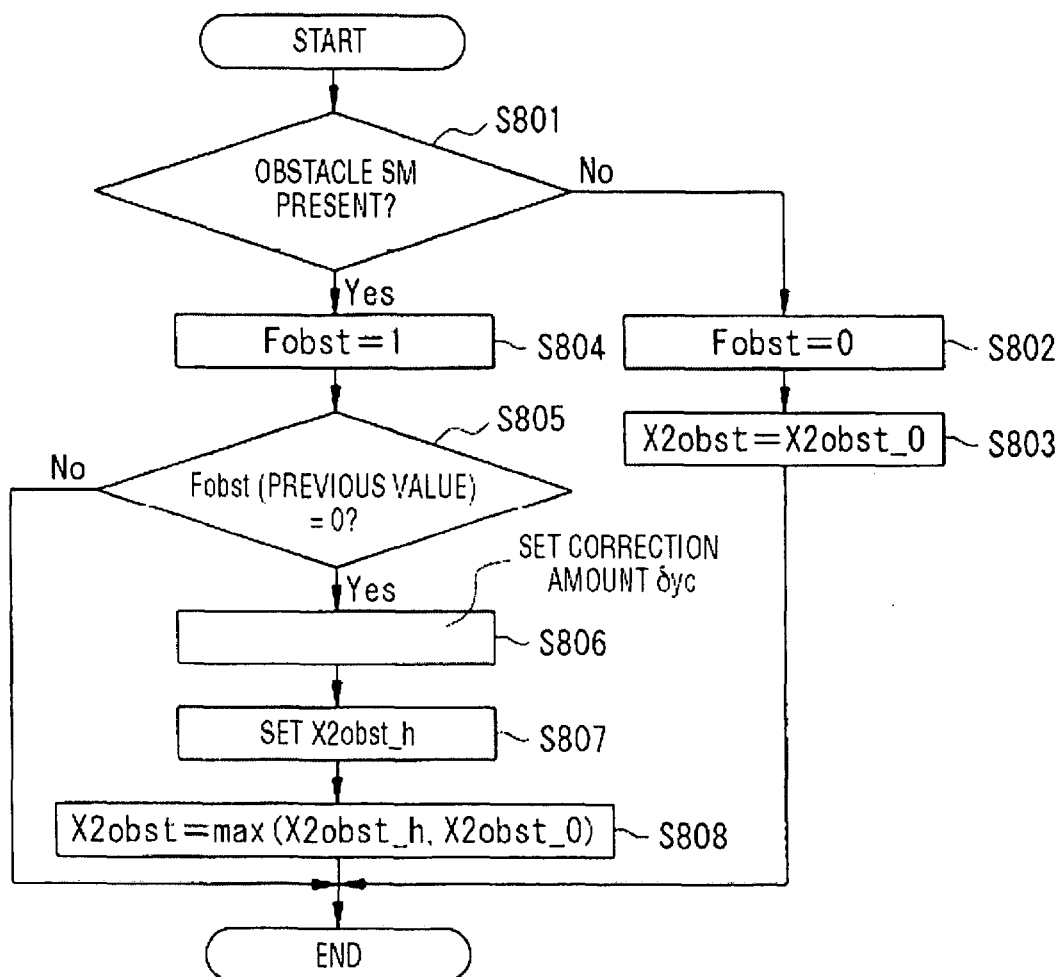 START
S801
OBSTACLE SM
PRESENT?
No
Yes
Fobst=1
S804
Fobst=0
S802
S805
X2obst=X2obst_0
S803
No
Fobst (PREVIOUS VALUE)
= 0?
SET CORRECTION
AMOUNT δyc
Yes
S806
SET X2obst_h
S807
X2obst=max(X2obst_h, X2obst_0)
S808
END